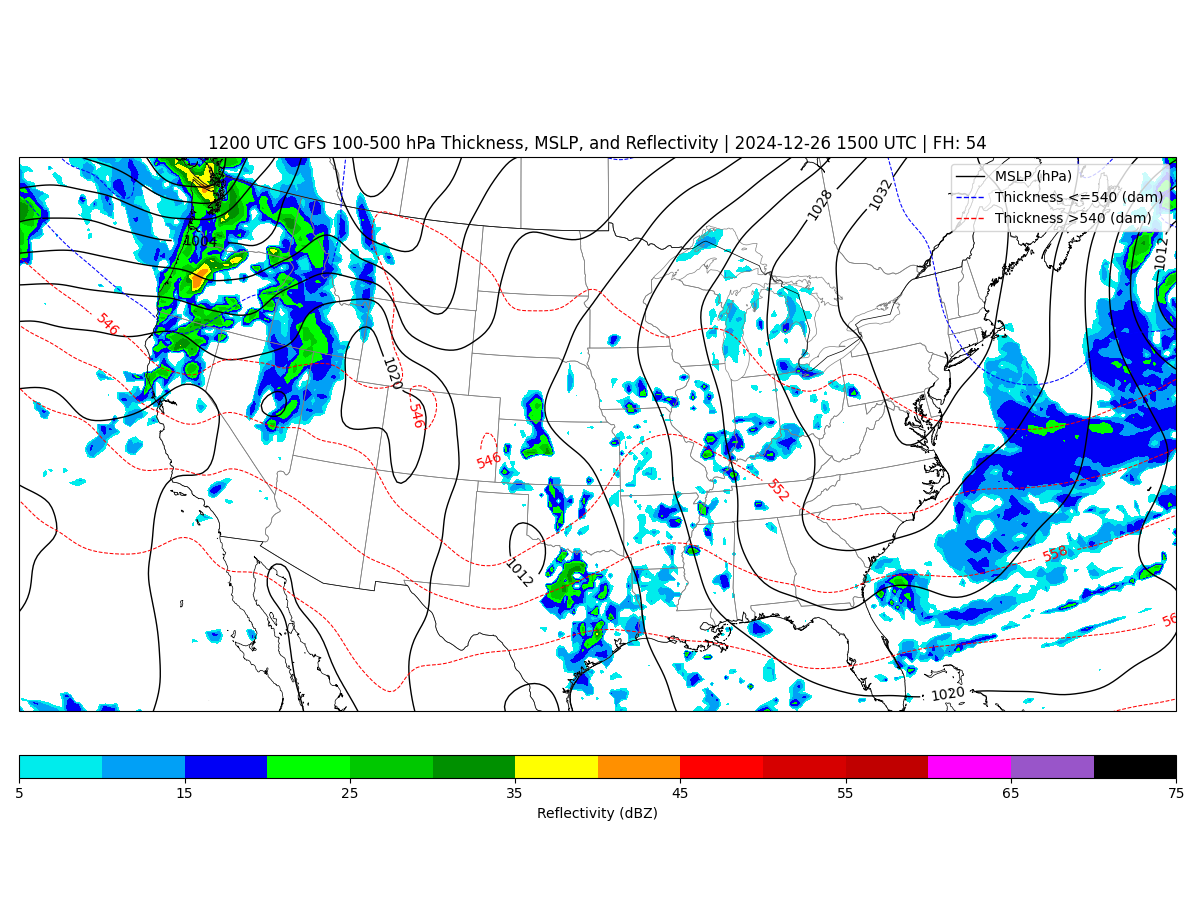 1200 UTC GFS 100-500 hPa Thickness, MSLP, and Reflectivity | 2024-12-26 1500 UTC | FH: 54
MSLP (hPa)
Thickness <=540 (dam)
Thickness >540 (dam)
1028
1032
1004
1012
546
1020
546
546
552
1012
558
1020
5 15 25 35 45 55 65 75
Reflectivity (dBZ)